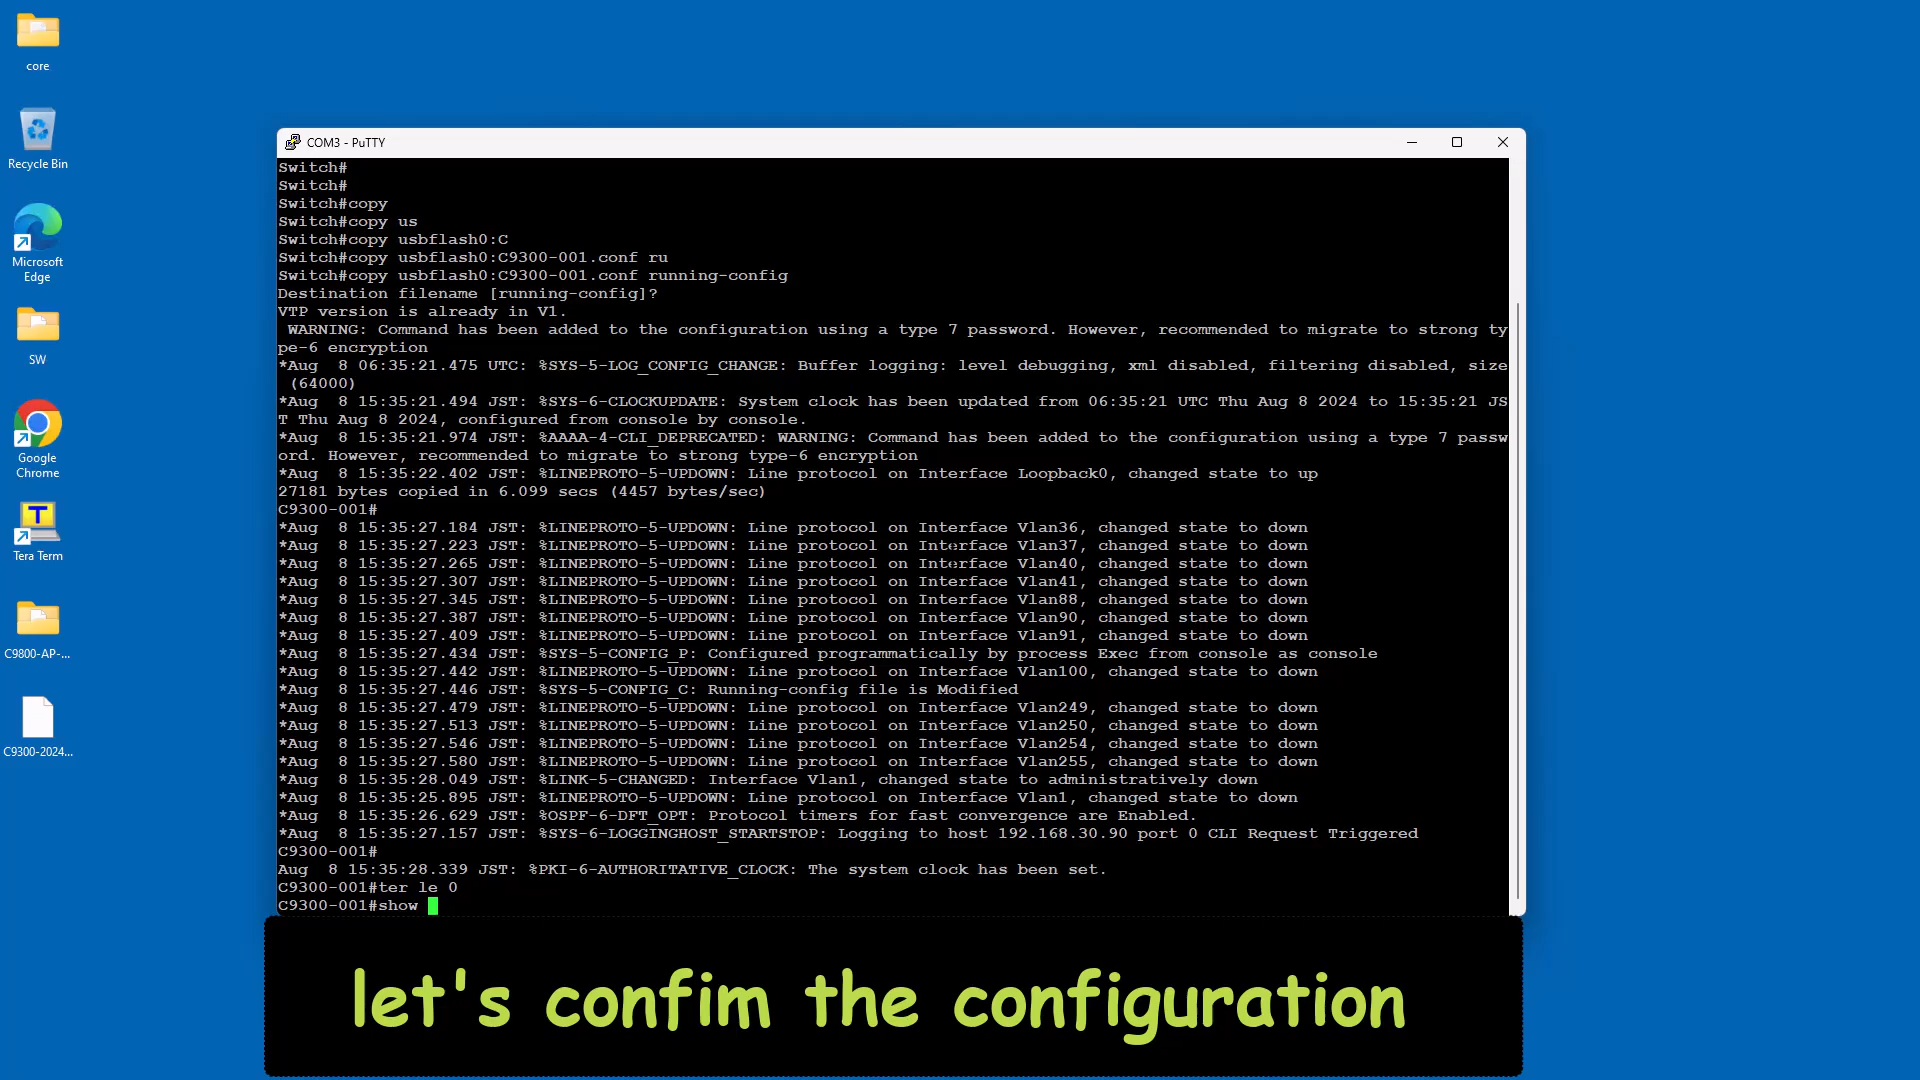 core
Recycle Bin
Microsoft
Edge
SW
Google
Chrome
Tera Term
C9800-AP-...
C9300-2024...
COM3 - PuTTY
Switch#
Switch#
Switch#copy
Switch#copy us
Switch#copy usbflash0:C
Switch#copy usbflash0:C9300-001.conf ru
Switch#copy usbflash0:C9300-001.conf running-config
Destination filename [running-config]?
VTP version is already in V1.
 WARNING: Command has been added to the configuration using a type 7 password. However, recommended to migrate to strong ty
pe-6 encryption
*Aug  8 06:35:21.475 UTC: %SYS-5-LOG_CONFIG_CHANGE: Buffer logging: level debugging, xml disabled, filtering disabled, size
 (64000)
*Aug  8 15:35:21.494 JST: %SYS-6-CLOCKUPDATE: System clock has been updated from 06:35:21 UTC Thu Aug 8 2024 to 15:35:21 JS
T Thu Aug 8 2024, configured from console by console.
*Aug  8 15:35:21.974 JST: %AAAA-4-CLI_DEPRECATED: WARNING: Command has been added to the configuration using a type 7 passw
ord. However, recommended to migrate to strong type-6 encryption
*Aug  8 15:35:22.402 JST: %LINEPROTO-5-UPDOWN: Line protocol on Interface Loopback0, changed state to up
27181 bytes copied in 6.099 secs (4457 bytes/sec)
C9300-001#
*Aug  8 15:35:27.184 JST: %LINEPROTO-5-UPDOWN: Line protocol on Interface Vlan36, changed state to down
*Aug  8 15:35:27.223 JST: %LINEPROTO-5-UPDOWN: Line protocol on Interface Vlan37, changed state to down
*Aug  8 15:35:27.265 JST: %LINEPROTO-5-UPDOWN: Line protocol on Interface Vlan40, changed state to down
*Aug  8 15:35:27.307 JST: %LINEPROTO-5-UPDOWN: Line protocol on Interface Vlan41, changed state to down
*Aug  8 15:35:27.345 JST: %LINEPROTO-5-UPDOWN: Line protocol on Interface Vlan88, changed state to down
*Aug  8 15:35:27.387 JST: %LINEPROTO-5-UPDOWN: Line protocol on Interface Vlan90, changed state to down
*Aug  8 15:35:27.409 JST: %LINEPROTO-5-UPDOWN: Line protocol on Interface Vlan91, changed state to down
*Aug  8 15:35:27.434 JST: %SYS-5-CONFIG_P: Configured programmatically by process Exec from console as console
*Aug  8 15:35:27.442 JST: %LINEPROTO-5-UPDOWN: Line protocol on Interface Vlan100, changed state to down
*Aug  8 15:35:27.446 JST: %SYS-5-CONFIG_C: Running-config file is Modified
*Aug  8 15:35:27.479 JST: %LINEPROTO-5-UPDOWN: Line protocol on Interface Vlan249, changed state to down
*Aug  8 15:35:27.513 JST: %LINEPROTO-5-UPDOWN: Line protocol on Interface Vlan250, changed state to down
*Aug  8 15:35:27.546 JST: %LINEPROTO-5-UPDOWN: Line protocol on Interface Vlan254, changed state to down
*Aug  8 15:35:27.580 JST: %LINEPROTO-5-UPDOWN: Line protocol on Interface Vlan255, changed state to down
*Aug  8 15:35:28.049 JST: %LINK-5-CHANGED: Interface Vlan1, changed state to administratively down
*Aug  8 15:35:25.895 JST: %LINEPROTO-5-UPDOWN: Line protocol on Interface Vlan1, changed state to down
*Aug  8 15:35:26.629 JST: %OSPF-6-DFT_OPT: Protocol timers for fast convergence are Enabled.
*Aug  8 15:35:27.157 JST: %SYS-6-LOGGINGHOST_STARTSTOP: Logging to host 192.168.30.90 port 0 CLI Request Triggered
C9300-001#
Aug  8 15:35:28.339 JST: %PKI-6-AUTHORITATIVE_CLOCK: The system clock has been set.
C9300-001#ter le 0
C9300-001#show
let's confim the configuration